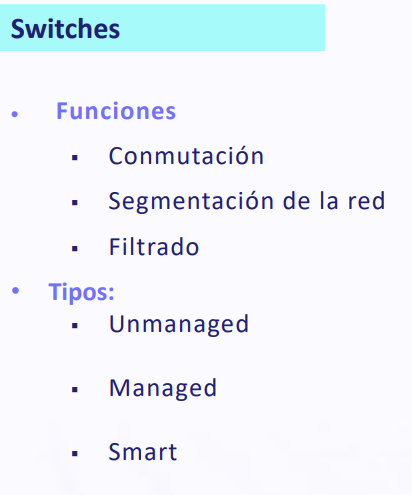 Switches
• Funciones
▪ Conmutación
▪ Segmentación de la red
▪ Filtrado
• Tipos:
▪ Unmanaged
▪ Managed
▪ Smart